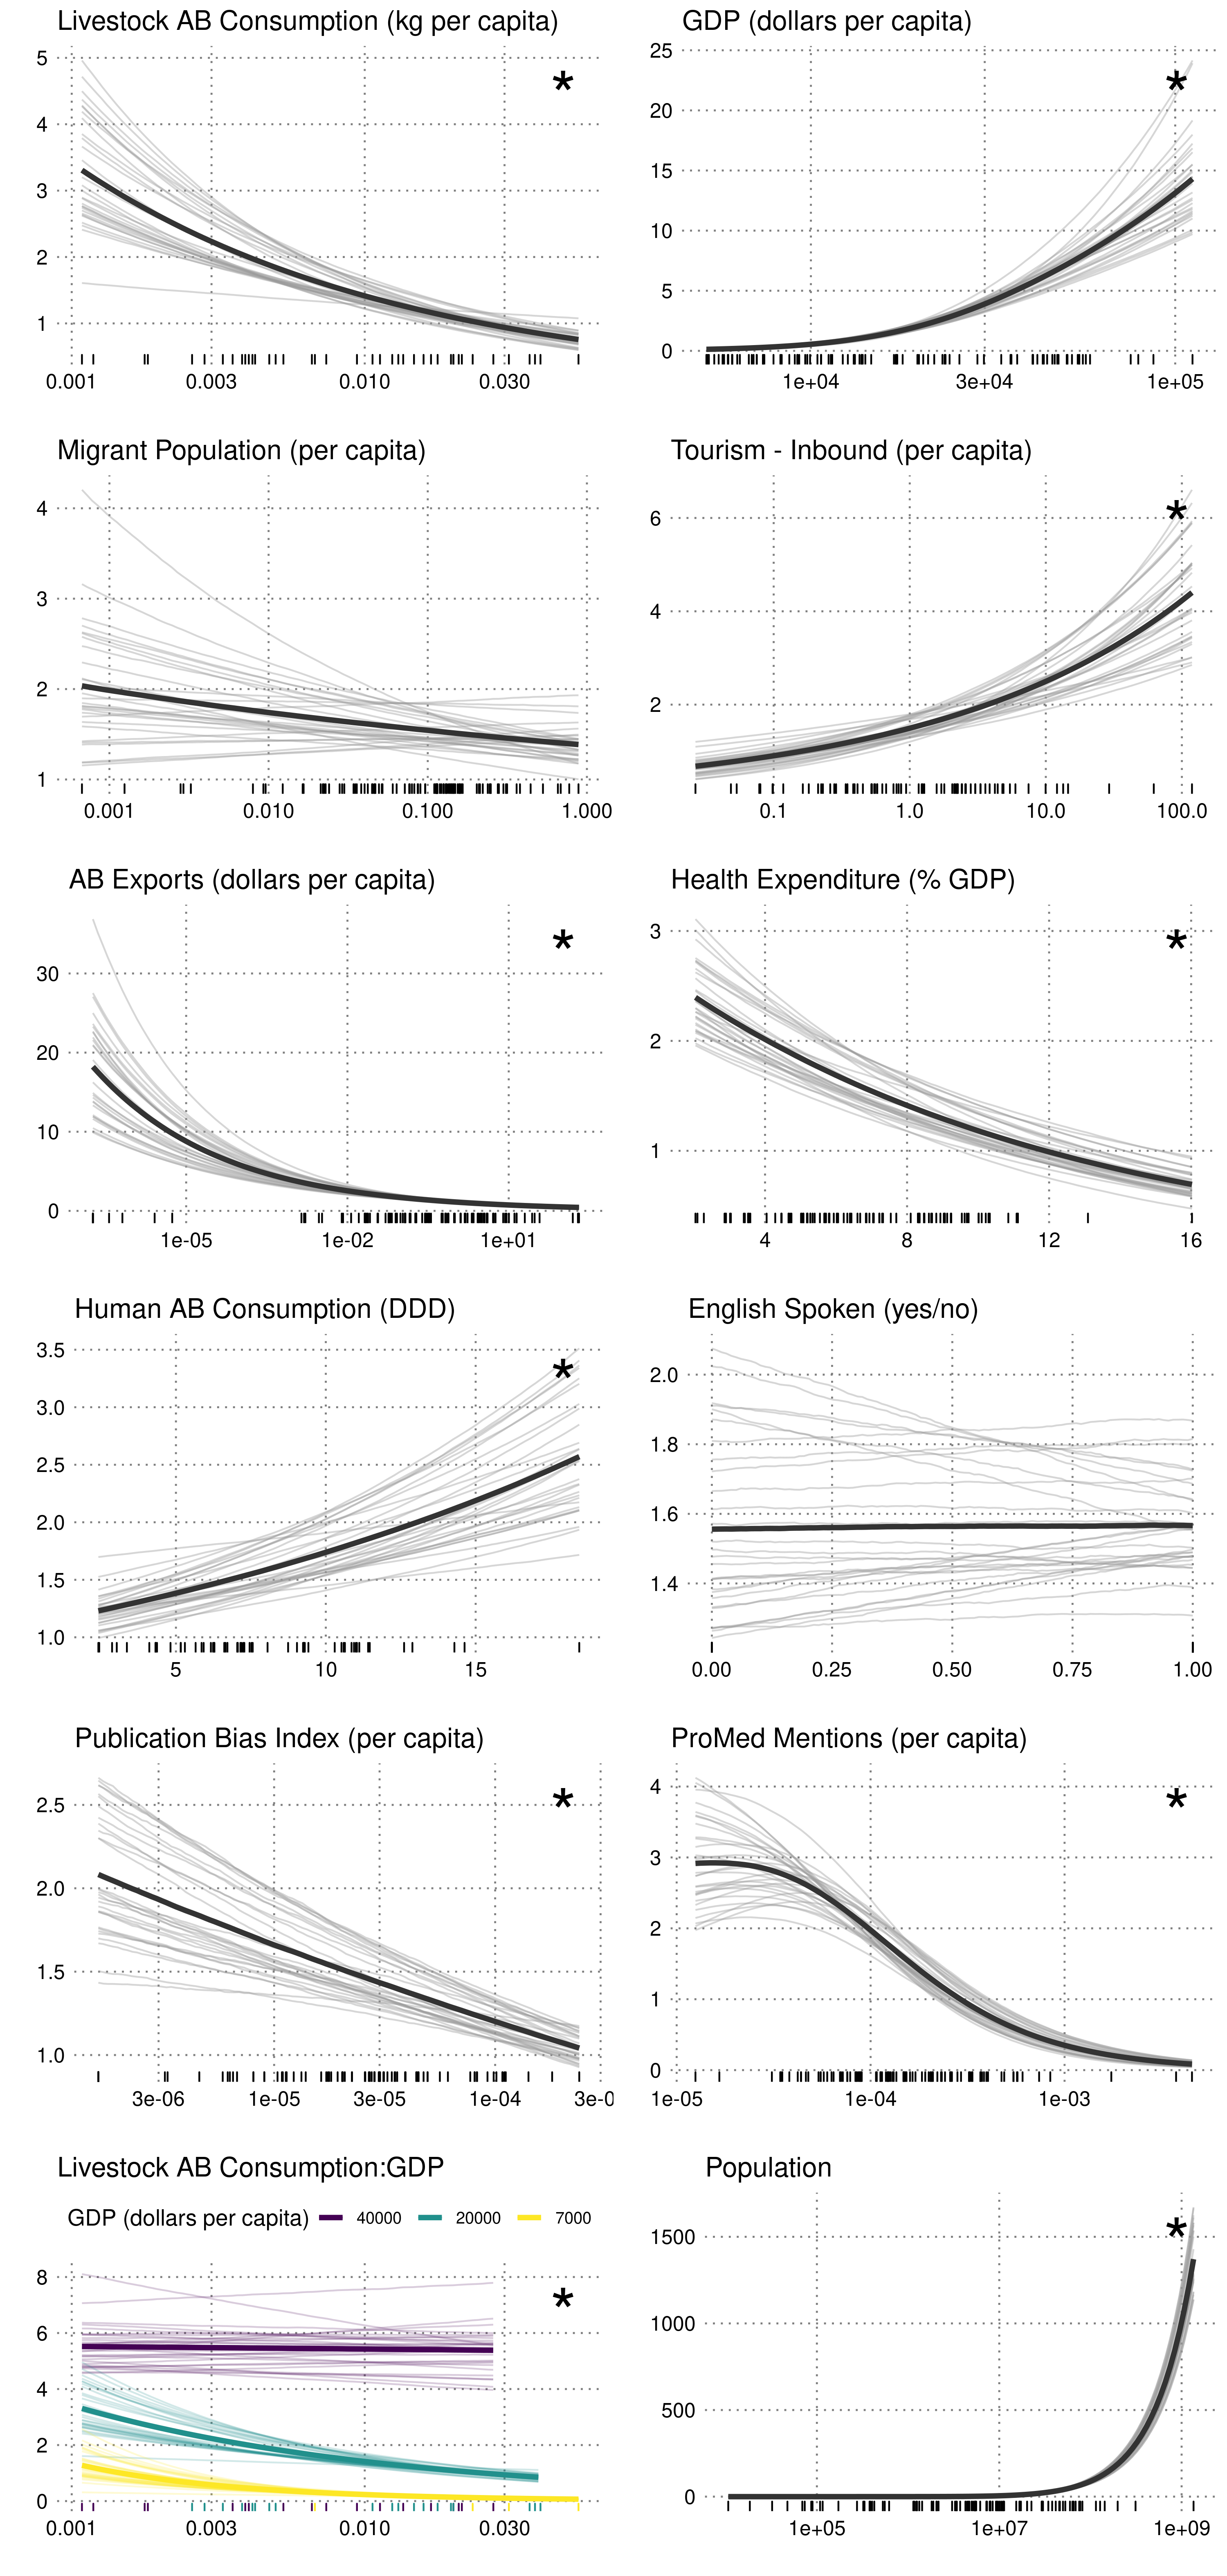 Livestock AB Consumption (kg per capita)
5
4
3
2
1
*
0.001 0.003 0.010 0.030
GDP (dollars per capita)
25
20
15
10
5
0
*
1e+04 3e+04 1e+05
Migrant Population (per capita)
4
3
2
1
0.001 0.010 0.100 1.000
Tourism - Inbound (per capita)
6
4
2
*
0.1 1.0 10.0 100.0
AB Exports (dollars per capita)
30
20
10
0
*
1e-05 1e-02 1e+01
Health Expenditure (% GDP)
3
2
1
*
4 8 12 16
Human AB Consumption (DDD)
3.5
3.0
2.5
2.0
1.5
1.0
*
5 10 15
English Spoken (yes/no)
2.0
1.8
1.6
1.4
0.00 0.25 0.50 0.75 1.00
Publication Bias Index (per capita)
2.5
2.0
1.5
1.0
*
3e-06 1e-05 3e-05 1e-04 3e-0
ProMed Mentions (per capita)
4
3
2
1
0
*
1e-05 1e-04 1e-03
Livestock AB Consumption:GDP
GDP (dollars per capita) 40000 20000 7000
8
6
4
2
0
*
0.001 0.003 0.010 0.030
Population
1500
1000
500
0
*
1e+05 1e+07 1e+09